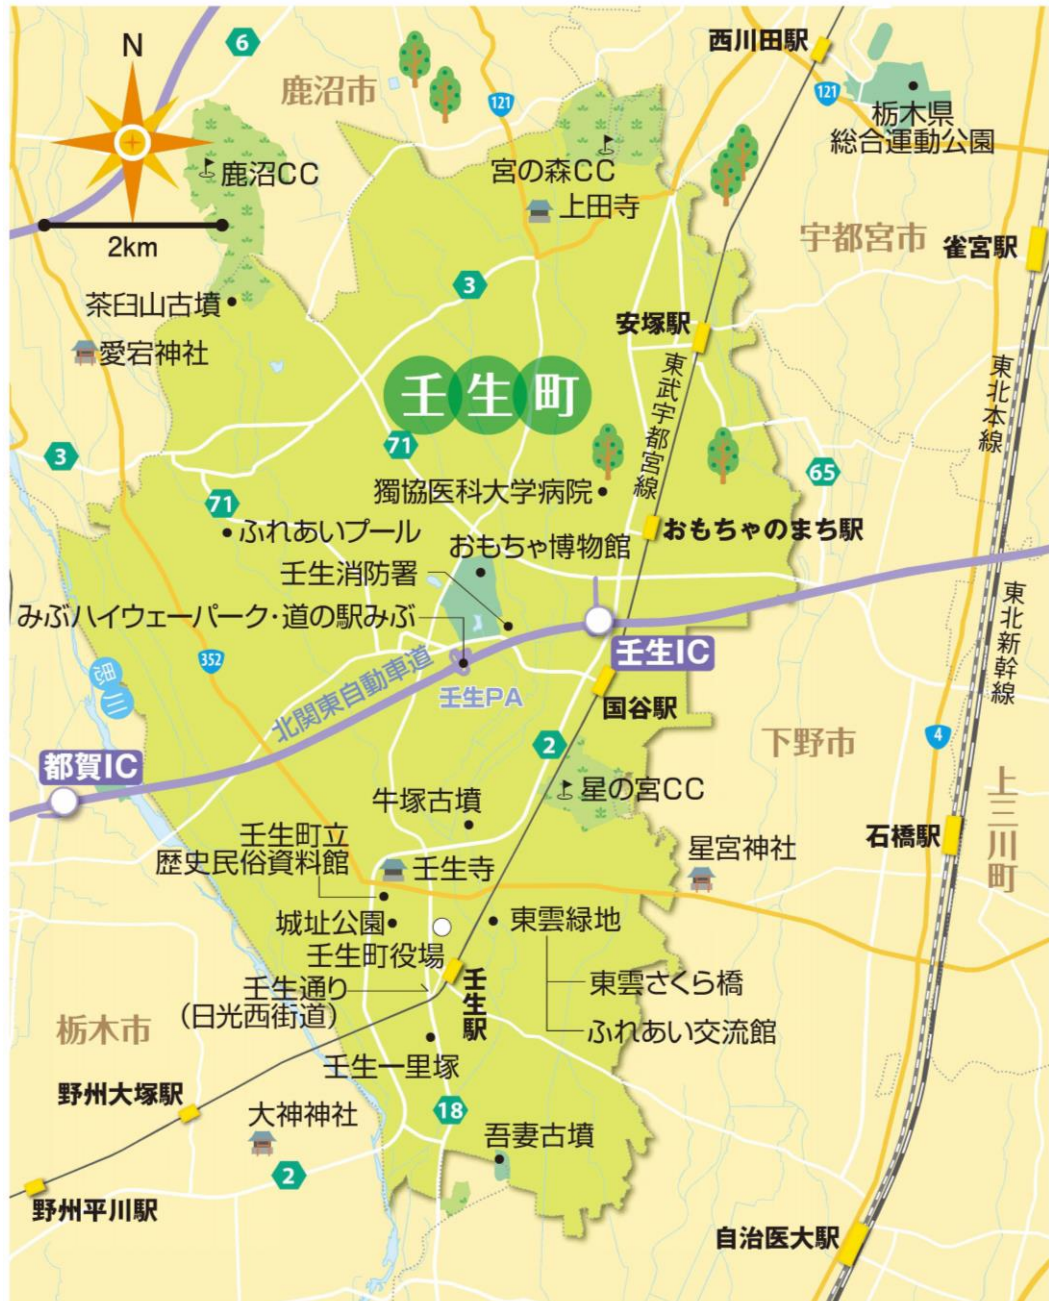 N
6
鹿沼市
121
西川田駅
121
栃木県
総合運動公園
鹿沼CC
宮の森CC
上田寺
2km
宇都宮市
雀宮駅
茶臼山古墳
3
安塚駅
愛宕神社
壬生町
東武宇都宮線
東北本線
3
71
65
71
獨協医科大学病院
ふれあいプール
おもちゃ博物館
おもちゃのまち駅
壬生消防署
みぶハイウェーパーク・道の駅みぶ
東北新幹線
352
思川
北関東自動車道
壬生PA
壬生IC
国谷駅
都賀IC
2
下野市
4
星の宮CC
上三川町
牛塚古墳
壬生町立
歴史民俗資料館
壬生寺
星宮神社
石橋駅
城址公園
東雲緑地
壬生町役場
壬生通り
(日光西街道)
壬生駅
東雲さくら橋
ふれあい交流館
栃木市
壬生一里塚
野州大塚駅
大神神社
18
吾妻古墳
2
野州平川駅
自治医大駅